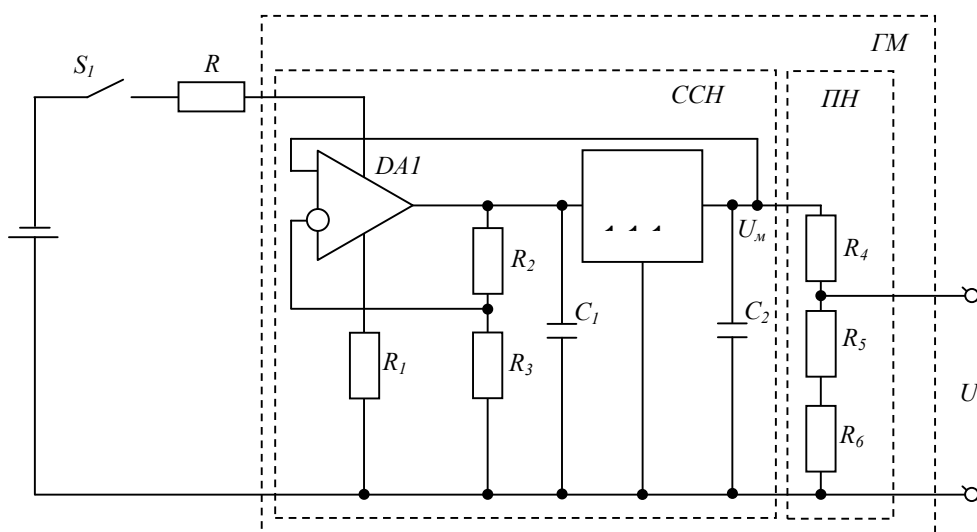 ГМ
S₁
R
ССН
ПН
DA1
Uм
R₂
R₄
C₁
C₂
R₁
R₃
R₅
U
R₆